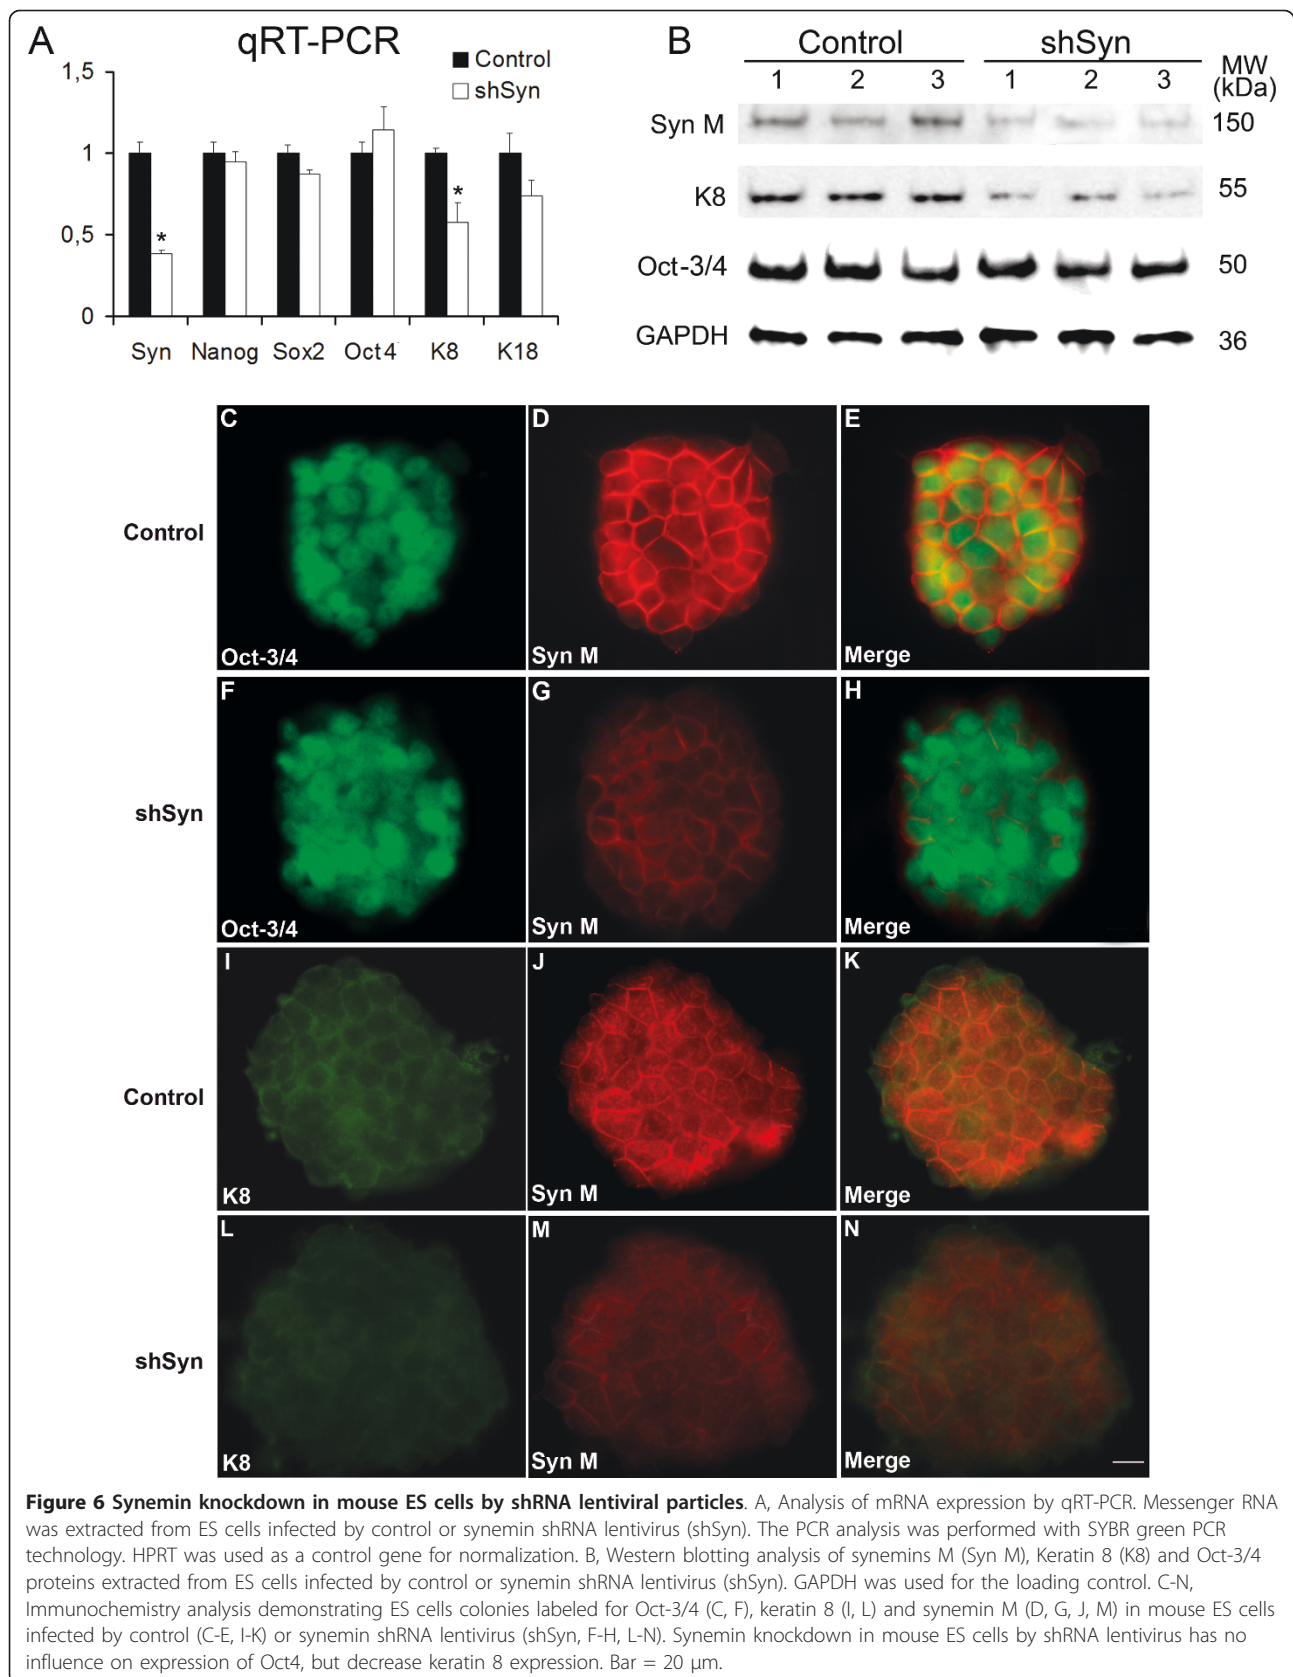 A
qRT-PCR
Control
shSyn
1,5
1
0,5
0
*
*
Syn Nanog Sox2 Oct4 K8 K18
B
Control shSyn
MW
(kDa)
1 2 3 1 2 3
Syn M 150
K8 55
Oct-3/4 50
GAPDH 36
C D E
Control
Oct-3/4 Syn M Merge
F G H
shSyn
Oct-3/4 Syn M Merge
I J K
Control
K8 Syn M Merge
L M N
shSyn
K8 Syn M Merge
Figure 6 Synemin knockdown in mouse ES cells by shRNA lentiviral particles. A, Analysis of mRNA expression by qRT-PCR. Messenger RNA
was extracted from ES cells infected by control or synemin shRNA lentivirus (shSyn). The PCR analysis was performed with SYBR green PCR
technology. HPRT was used as a control gene for normalization. B, Western blotting analysis of synemins M (Syn M), Keratin 8 (K8) and Oct-3/4
proteins extracted from ES cells infected by control or synemin shRNA lentivirus (shSyn). GAPDH was used for the loading control. C-N,
Immunochemistry analysis demonstrating ES cells colonies labeled for Oct-3/4 (C, F), keratin 8 (I, L) and synemin M (D, G, J, M) in mouse ES cells
infected by control (C-E, I-K) or synemin shRNA lentivirus (shSyn, F-H, L-N). Synemin knockdown in mouse ES cells by shRNA lentivirus has no
influence on expression of Oct4, but decrease keratin 8 expression. Bar = 20 μm.